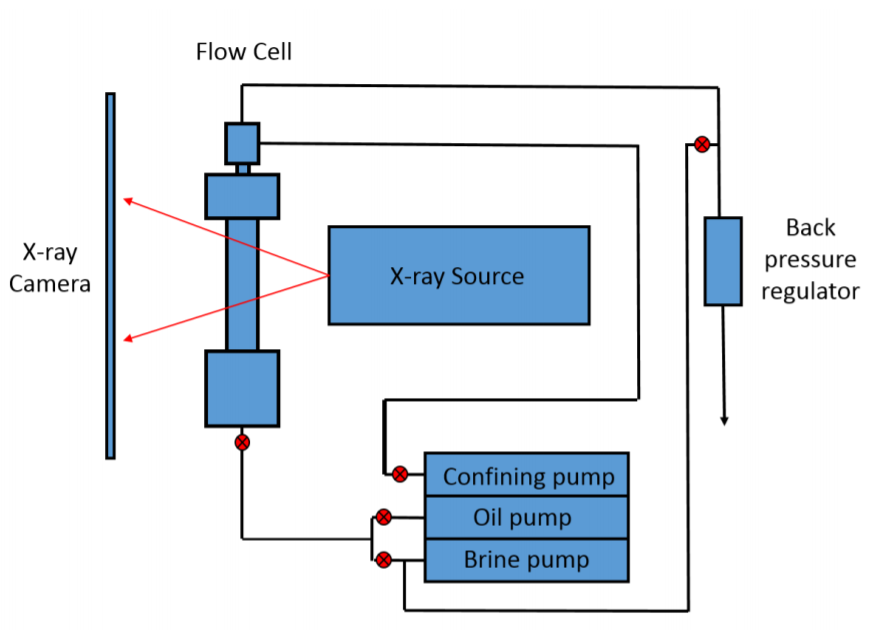 Flow Cell
X-ray
Camera
X-ray Source
Back
pressure
regulator
Confining pump
Oil pump
Brine pump